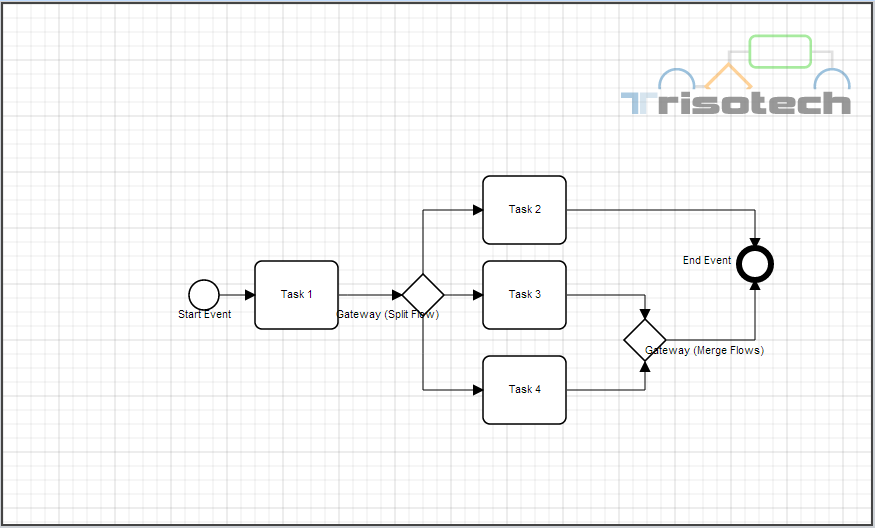 Trisotech
Task 2
End Event
Task 1
Task 3
Start Event
Gateway (Split Flow)
Gateway (Merge Flows)
Task 4